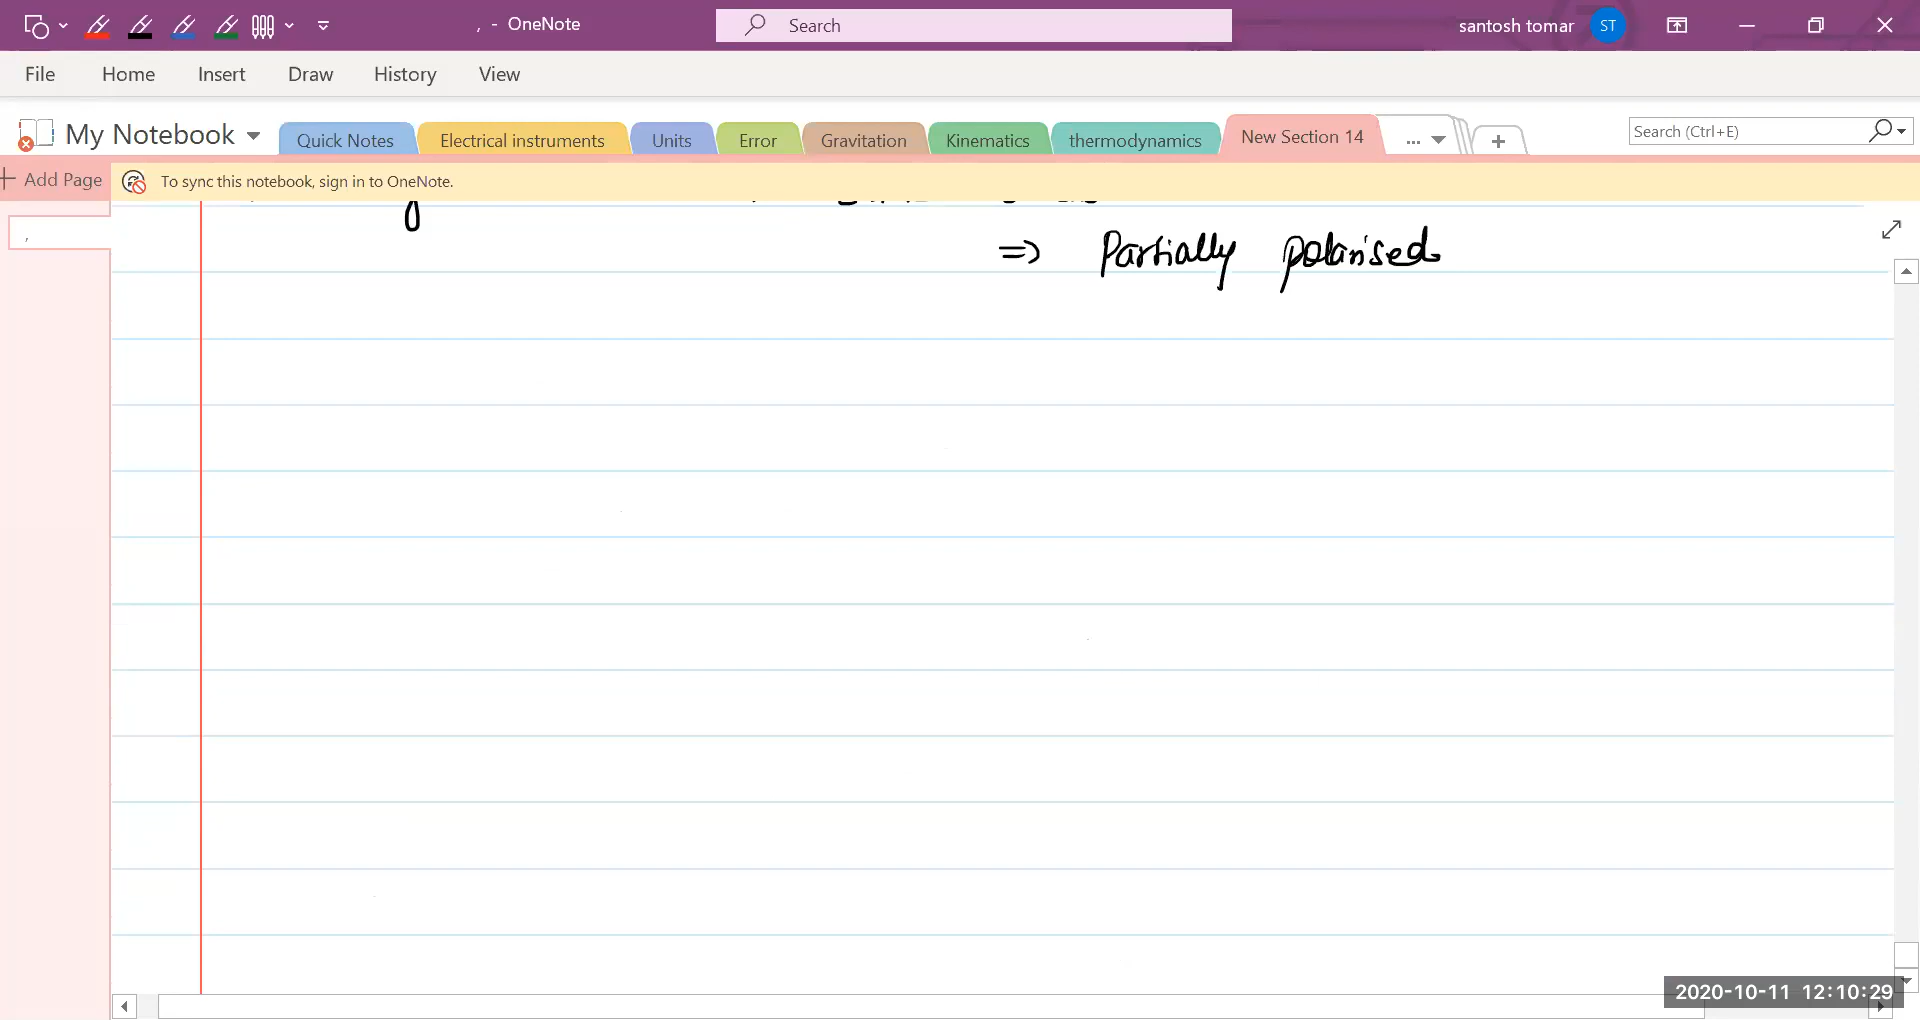 , - OneNote
Search
santosh tomar ST
File Home Insert Draw History View
My Notebook
Quick Notes Electrical instruments Units Error Gravitation Kinematics thermodynamics New Section 14 ... +
Search (Ctrl+E)
+ Add Page
To sync this notebook, sign in to OneNote.
,
⇒ Partially polarised
2020-10-11 12:10:29